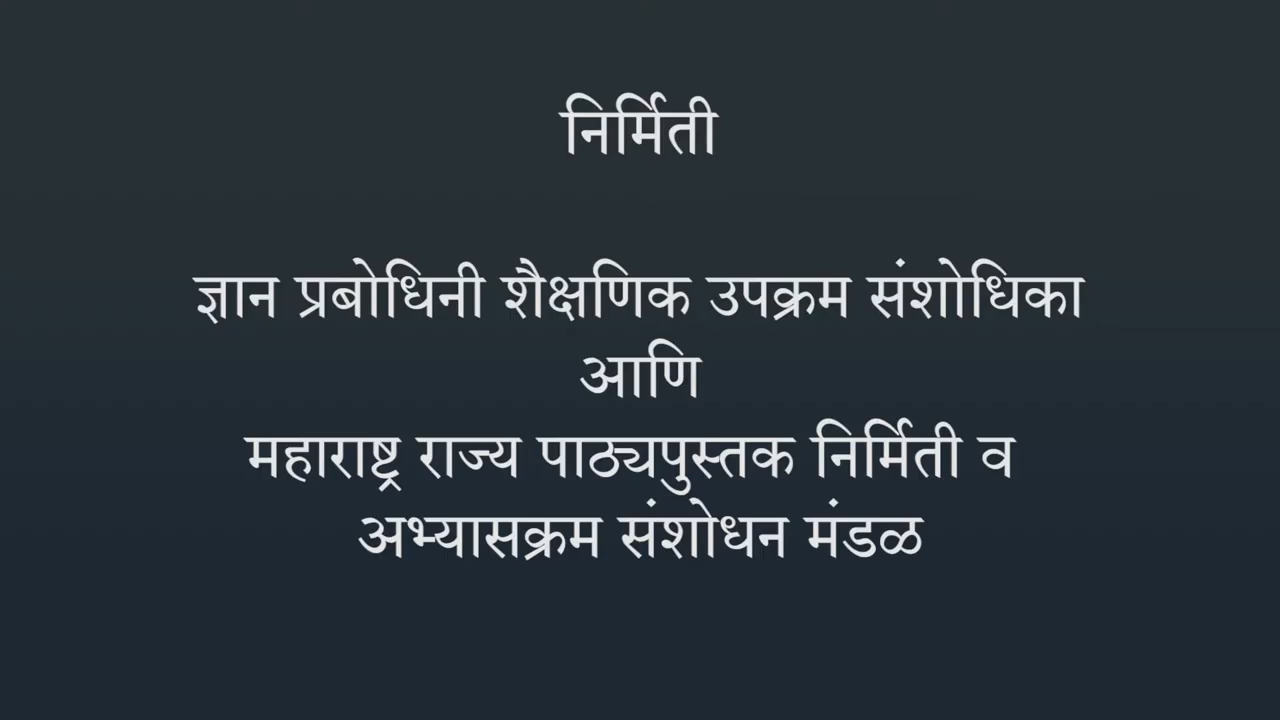 निर्मिती
ज्ञान प्रबोधिनी शैक्षणिक उपक्रम संशोधिका
आणि
महाराष्ट्र राज्य पाठ्यपुस्तक निर्मिती व
अभ्यासक्रम संशोधन मंडळ